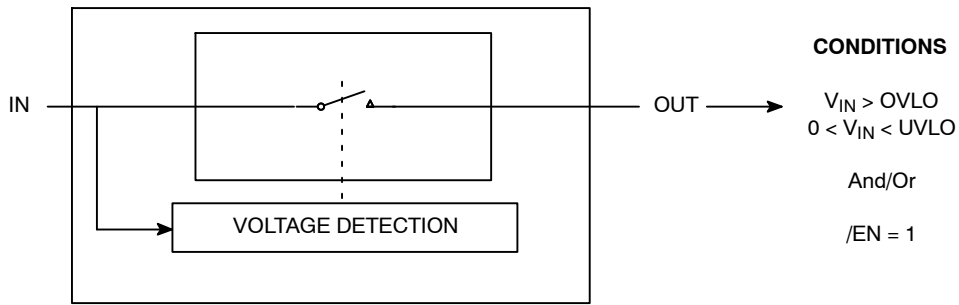 CONDITIONS
IN
OUT
V_IN > OVLO
0 < V_IN < UVLO
And/Or
VOLTAGE DETECTION
/EN = 1